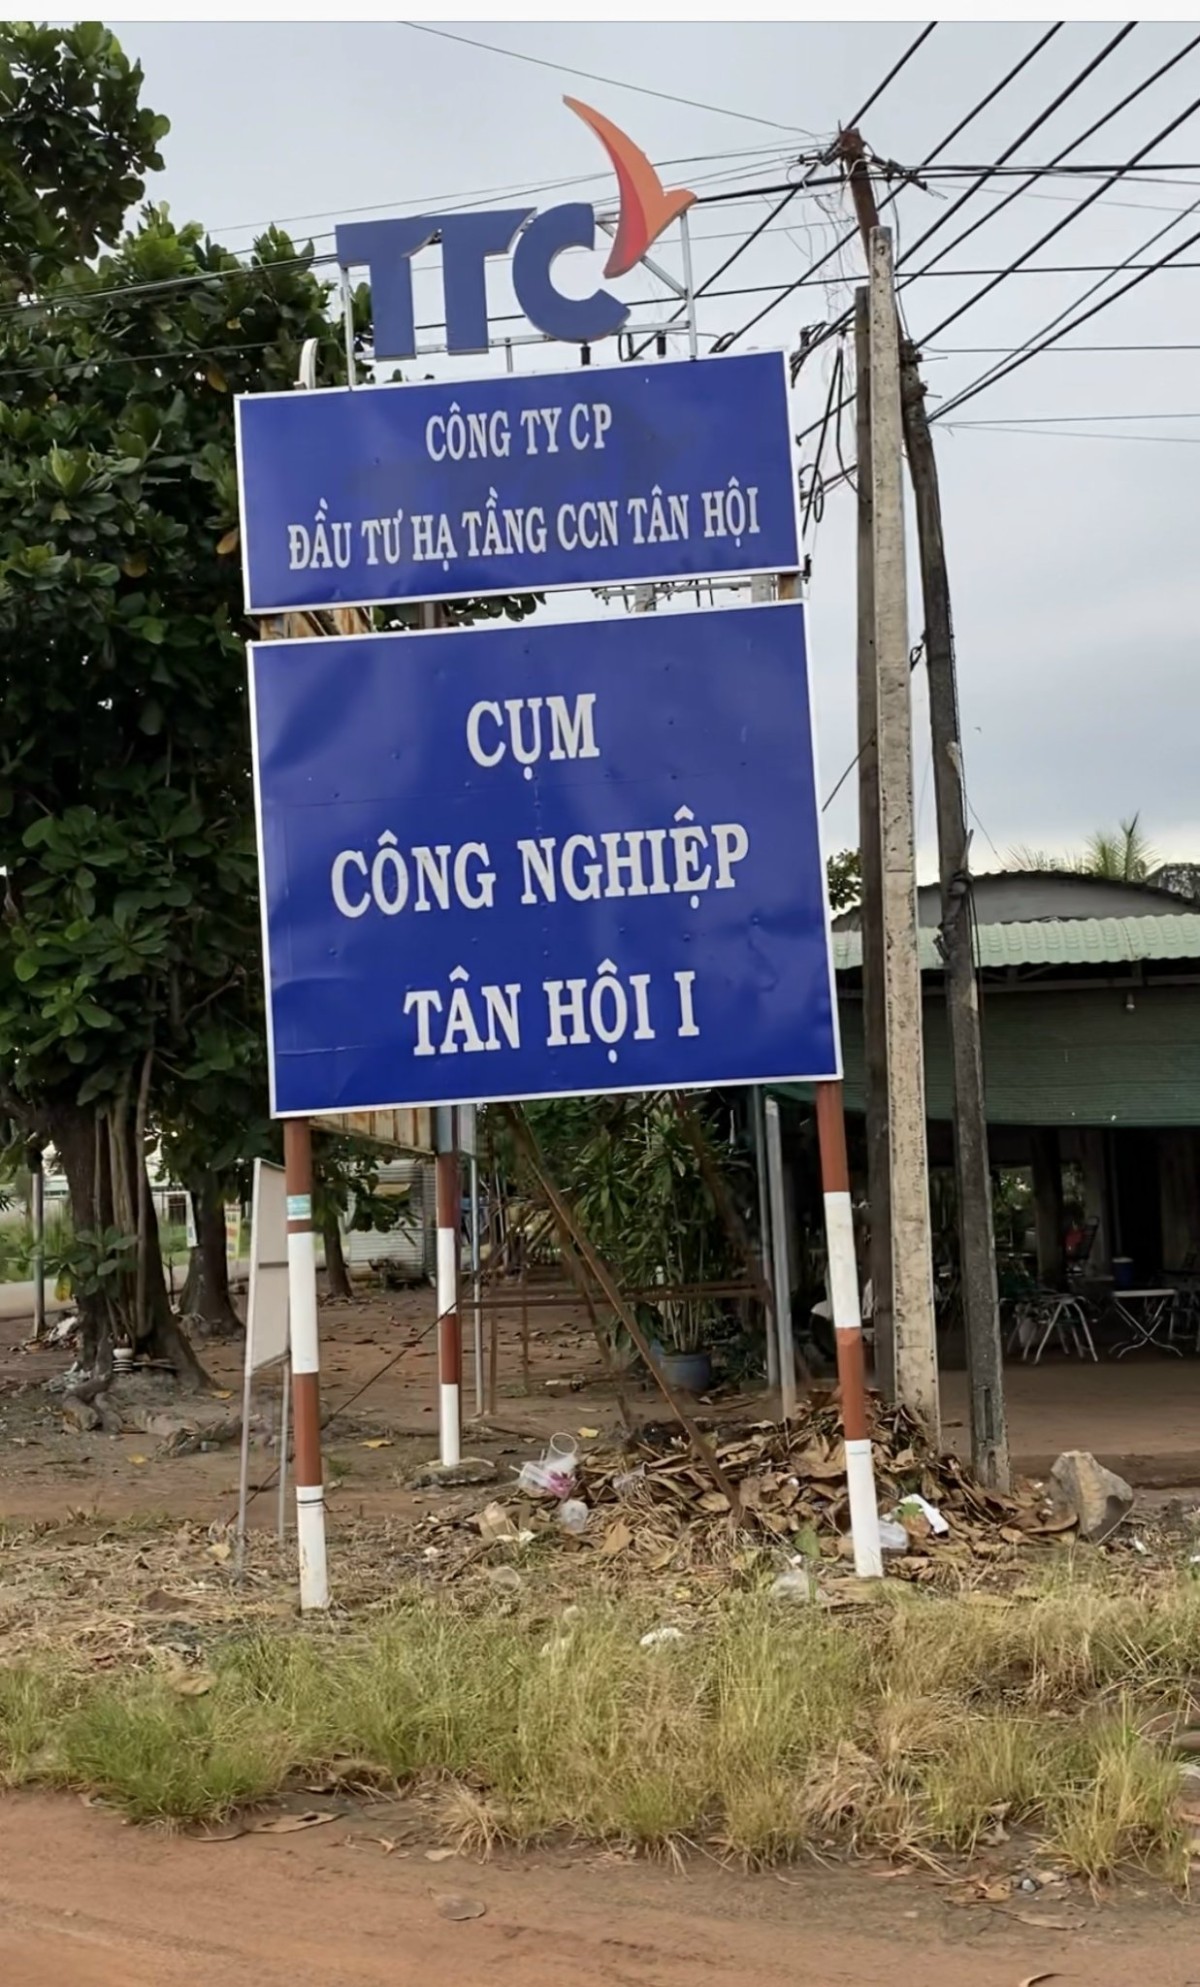 TTC
CÔNG TY CP
ĐẦU TƯ HẠ TẦNG CCN TÂN HỘI
CỤM
CÔNG NGHIỆP
TÂN HỘI I